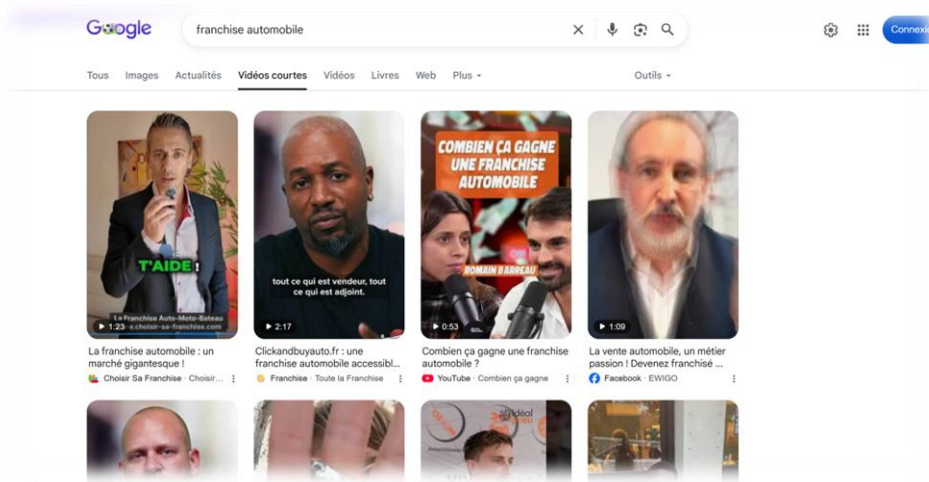 Google
franchise automobile
Connexi
Tous Images Actualités Vidéos courtes Vidéos Livres Web Plus Outils
T'AIDE !
La Franchise Auto-Moto-Bateau
s.choisir-sa-franchise.com
1:23
tout ce qui est vendeur, tout
ce qui est adjoint.
2:17
COMBIEN ÇA GAGNE
UNE FRANCHISE
AUTOMOBILE
ROMAIN BARREAU
0:53
1:09
La franchise automobile : un
marché gigantesque !
Choisir Sa Franchise · Choisir...
Clickandbuyauto.fr : une
franchise automobile accessibl...
Franchise · Toute la Franchise
Combien ça gagne une franchise
automobile ?
YouTube · Combien ça gagne
La vente automobile, un métier
passion ! Devenez franchisé ...
Facebook · EWIGO
idéal
pneu